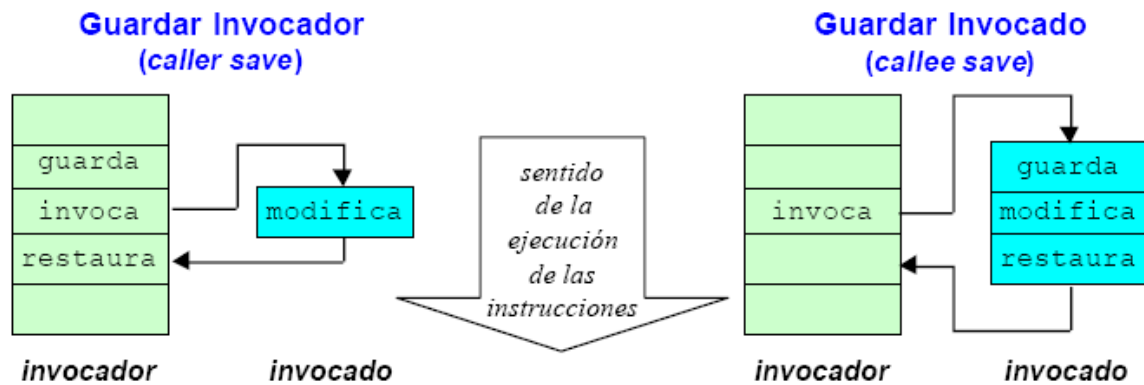 Guardar Invocador
(caller save)
guarda
invoca
restaura
modifica
invocador
invocado
sentido
de la
ejecución
de las
instrucciones
Guardar Invocado
(callee save)
invoca
guarda
modifica
restaura
invocador
invocado